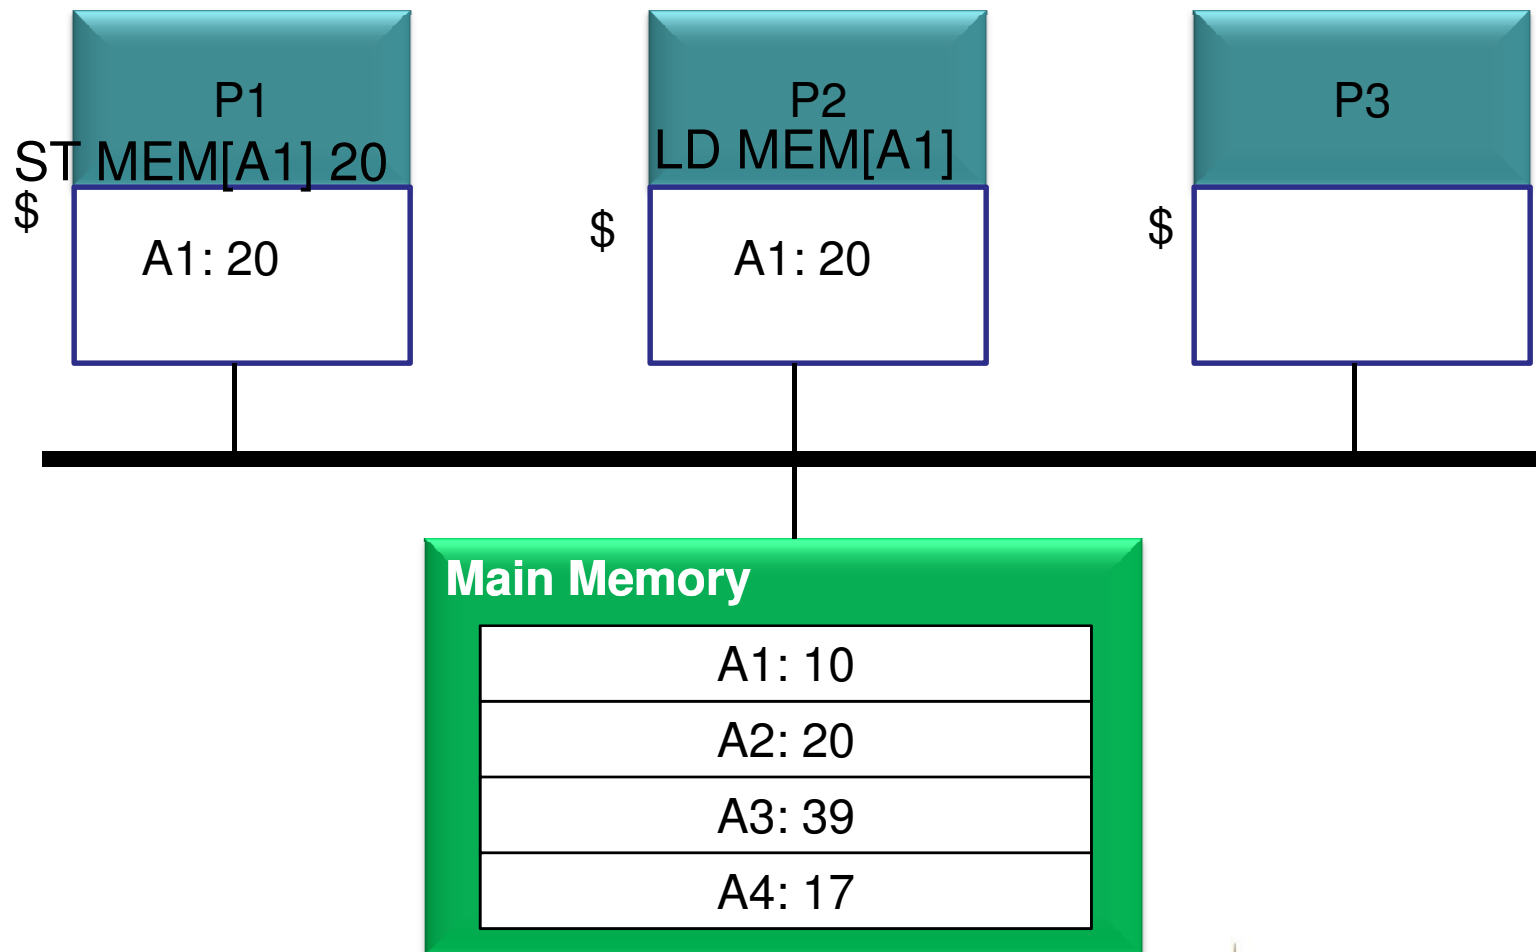 P1
ST MEM[A1] 20
$
A1: 20
P2
LD MEM[A1]
$
A1: 20
P3
$
Main Memory
A1: 10
A2: 20
A3: 39
A4: 17